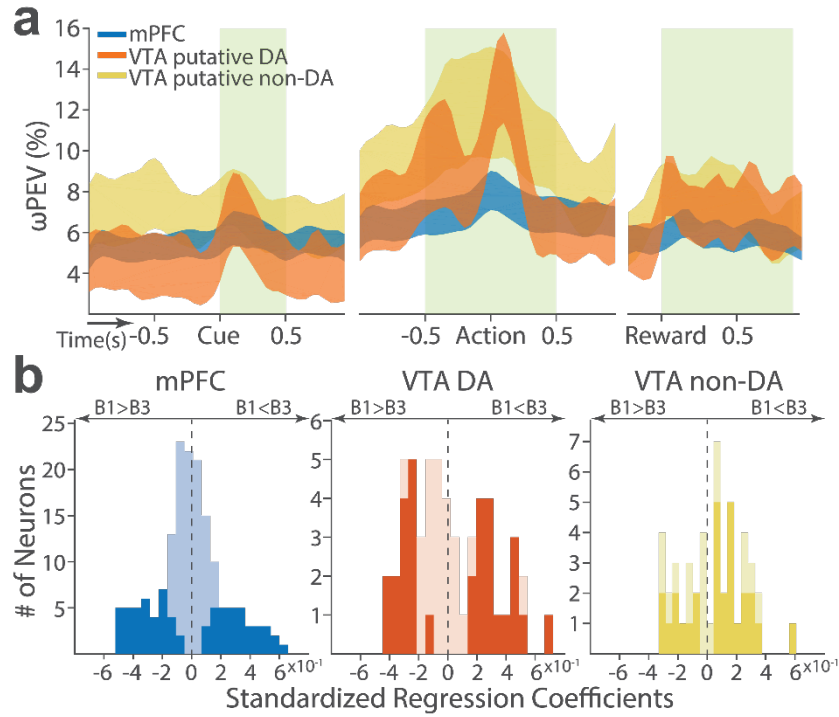 a
mPFC
VTA putative DA
VTA putative non-DA
ωPEV (%)
16
14
12
10
8
6
4
Time(s) -0.5 Cue 0.5 -0.5 Action 0.5 Reward 0.5
b
mPFC VTA DA VTA non-DA
B1>B3 B1<B3 B1>B3 B1<B3 B1>B3 B1<B3
# of Neurons
25
20
15
10
5
6
5
4
3
2
1
7
6
5
4
3
2
1
-6 -4 -2 0 2 4 6 x10-1 -6 -4 -2 0 2 4 6 x10-1 -6 -4 -2 0 2 4 6 x10-1
Standardized Regression Coefficients